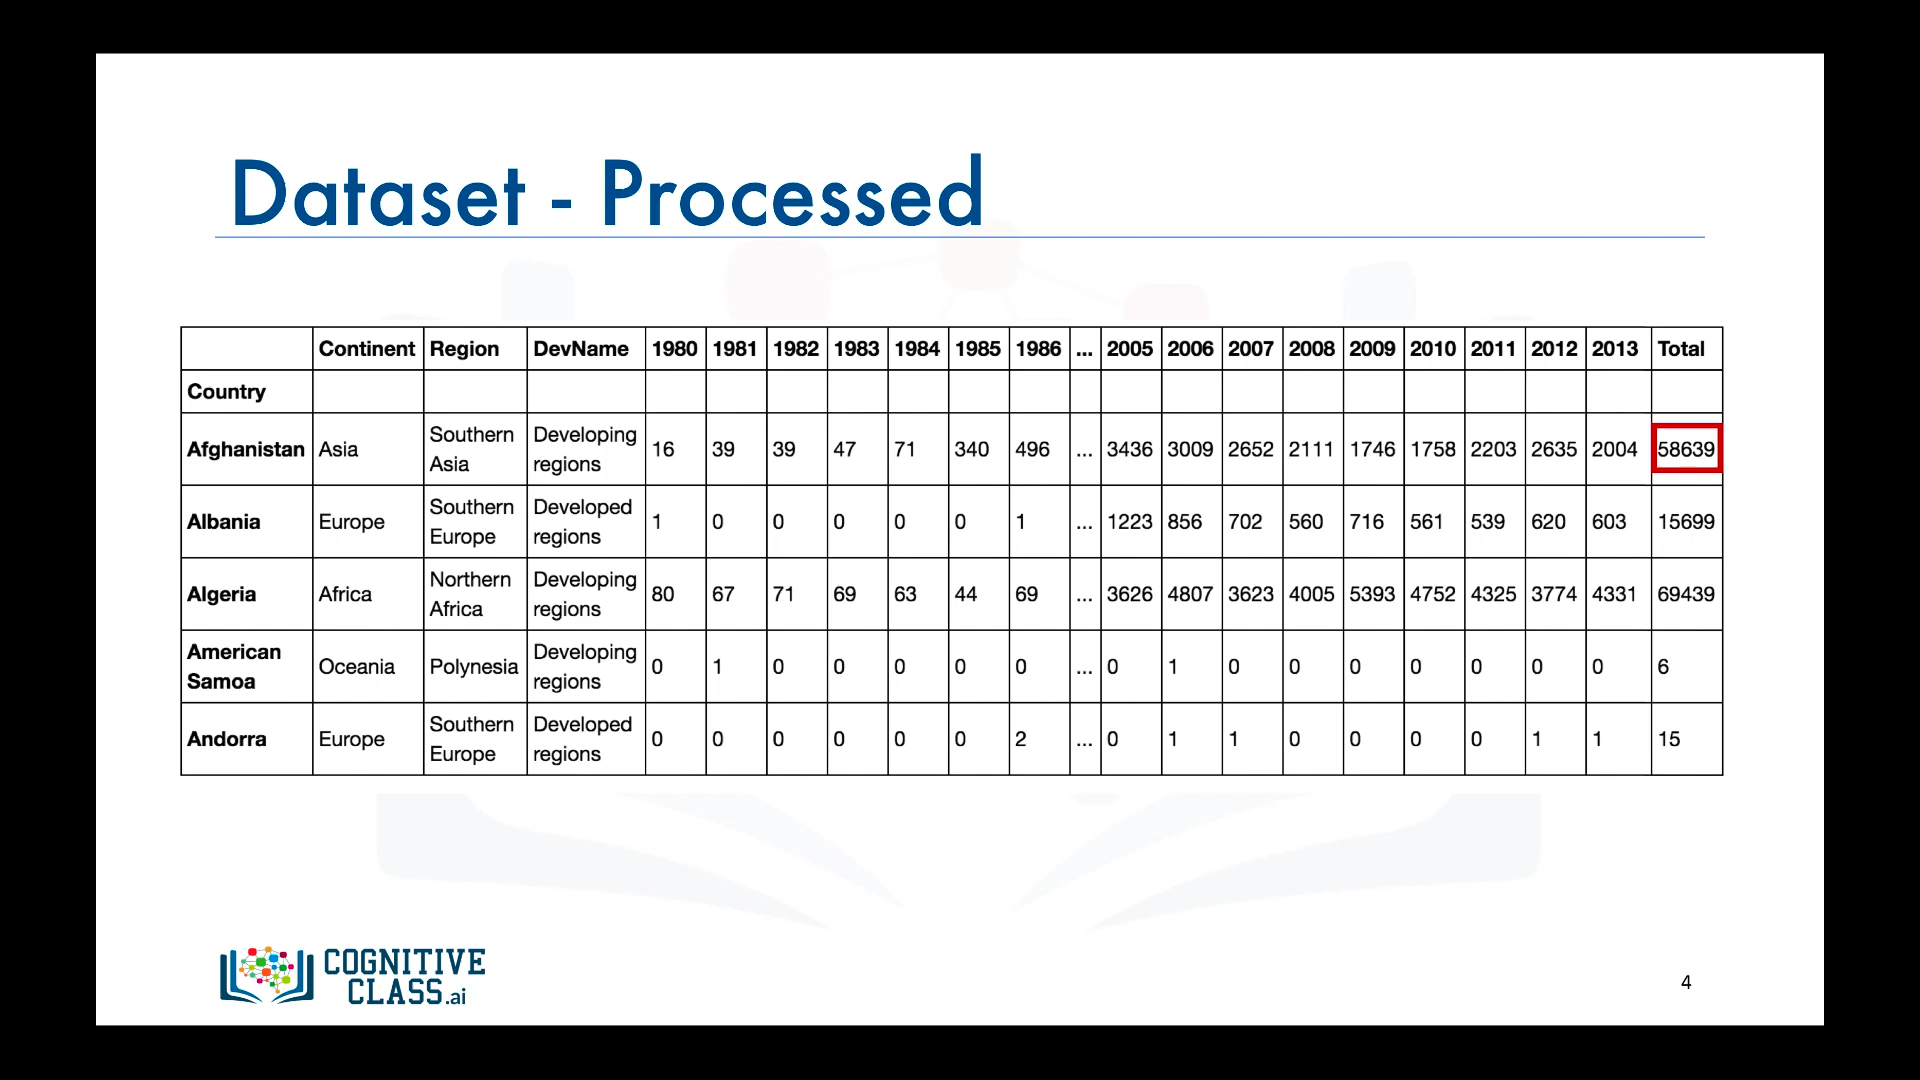 Dataset - Processed
Continent Region DevName 1980 1981 1982 1983 1984 1985 1986 ... 2005 2006 2007 2008 2009 2010 2011 2012 2013 Total
Country
Afghanistan Asia Southern Asia Developing regions 16 39 39 47 71 340 496 ... 3436 3009 2652 2111 1746 1758 2203 2635 2004 58639
Albania Europe Southern Europe Developed regions 1 0 0 0 0 0 1 ... 1223 856 702 560 716 561 539 620 603 15699
Algeria Africa Northern Africa Developing regions 80 67 71 69 63 44 69 ... 3626 4807 3623 4005 5393 4752 4325 3774 4331 69439
American Samoa Oceania Polynesia Developing regions 0 1 0 0 0 0 0 ... 0 1 0 0 0 0 0 0 0 6
Andorra Europe Southern Europe Developed regions 0 0 0 0 0 0 2 ... 0 1 1 0 0 0 0 1 1 15
COGNITIVE
CLASS.ai
4